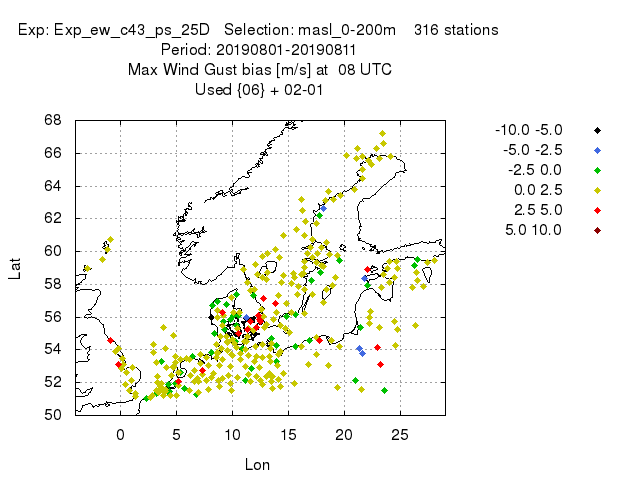 Exp: Exp_ew_c43_ps_25D Selection: masl_0-200m 316 stations
Period: 20190801-20190811
Max Wind Gust bias [m/s] at 08 UTC
Used {06} + 02-01
68
66
64
62
60
58
56
54
52
50
Lat
0 5 10 15 20 25
Lon
-10.0 -5.0
-5.0 -2.5
-2.5 0.0
0.0 2.5
2.5 5.0
5.0 10.0